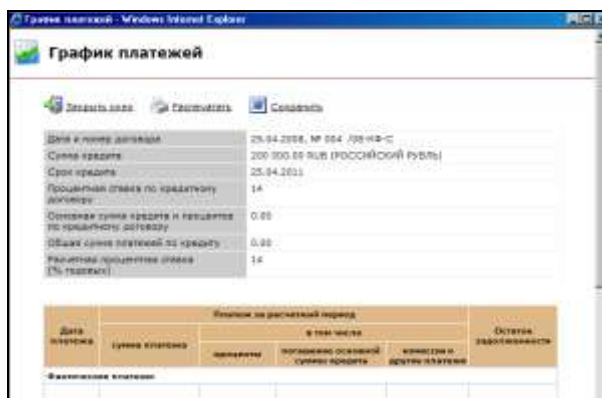 График платежей - Windows Internet Explorer
График платежей
Закрыть окно Распечатать Сохранить
Дата и номер договора 25.04.2008, № 004 /08-НФ-С
Сумма кредита 200 000.00 RUB (РОССИЙСКИЙ РУБЛЬ)
Срок кредита 25.04.2011
Процентная ставка по кредитному 14
договору
Основная сумма кредита и процентов 0.00
по кредитному договору
Общая сумма платежей по кредиту 0.00
Расчетная процентная ставка 14
(% годовых)
Платежи за расчетный период
Дата
платежа
сумма платежа
в том числе
проценты
погашение основной
суммы кредита
комиссии и
другие платежи
Остаток
задолженности
Фактические платежи